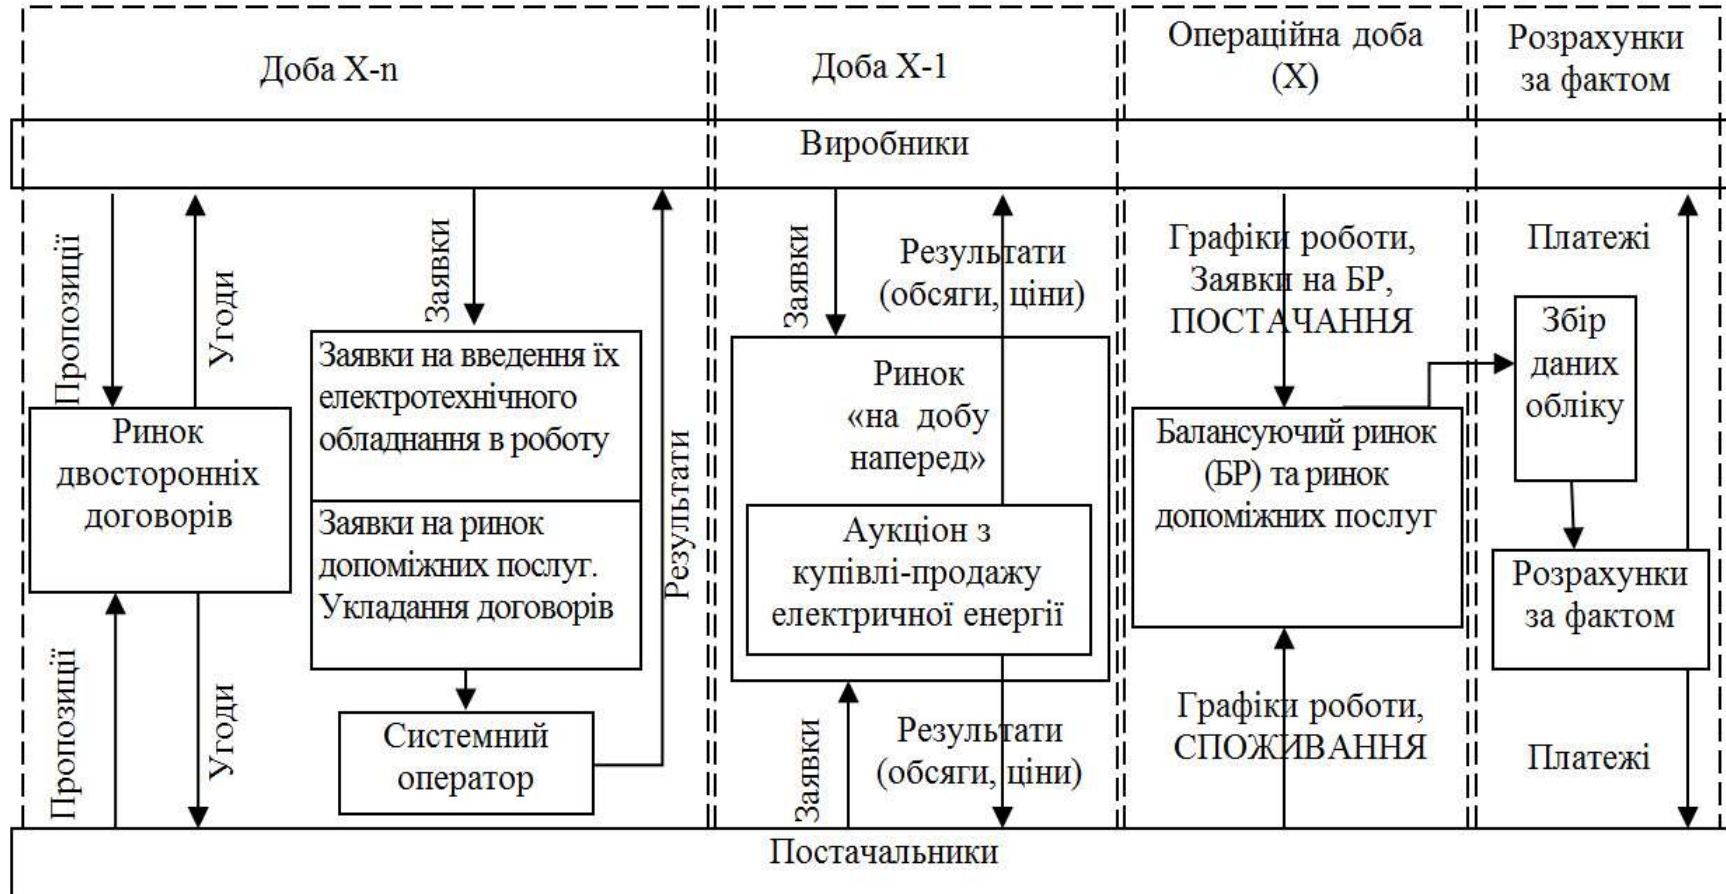 Доба X-n
Доба X-1
Операційна доба
(X)
Розрахунки
за фактом
Виробники
Пропозиції
Угоди
Заявки
Результати
Заявки
Результати
(обсяги, ціни)
Графіки роботи,
Заявки на БР,
ПОСТАЧАННЯ
Платежі
Ринок
двосторонніх
договорів
Заявки на введення їх
електротехнічного
обладнання в роботу
Заявки на ринок
допоміжних послуг.
Укладання договорів
Системний
оператор
Ринок
«на добу
наперед»
Аукціон з
купівлі-продажу
електричної енергії
Балансуючий ринок
(БР) та ринок
допоміжних послуг
Збір
даних
обліку
Розрахунки
за фактом
Пропозиції
Угоди
Заявки
Результати
(обсяги, ціни)
Графіки роботи,
СПОЖИВАННЯ
Платежі
Постачальники